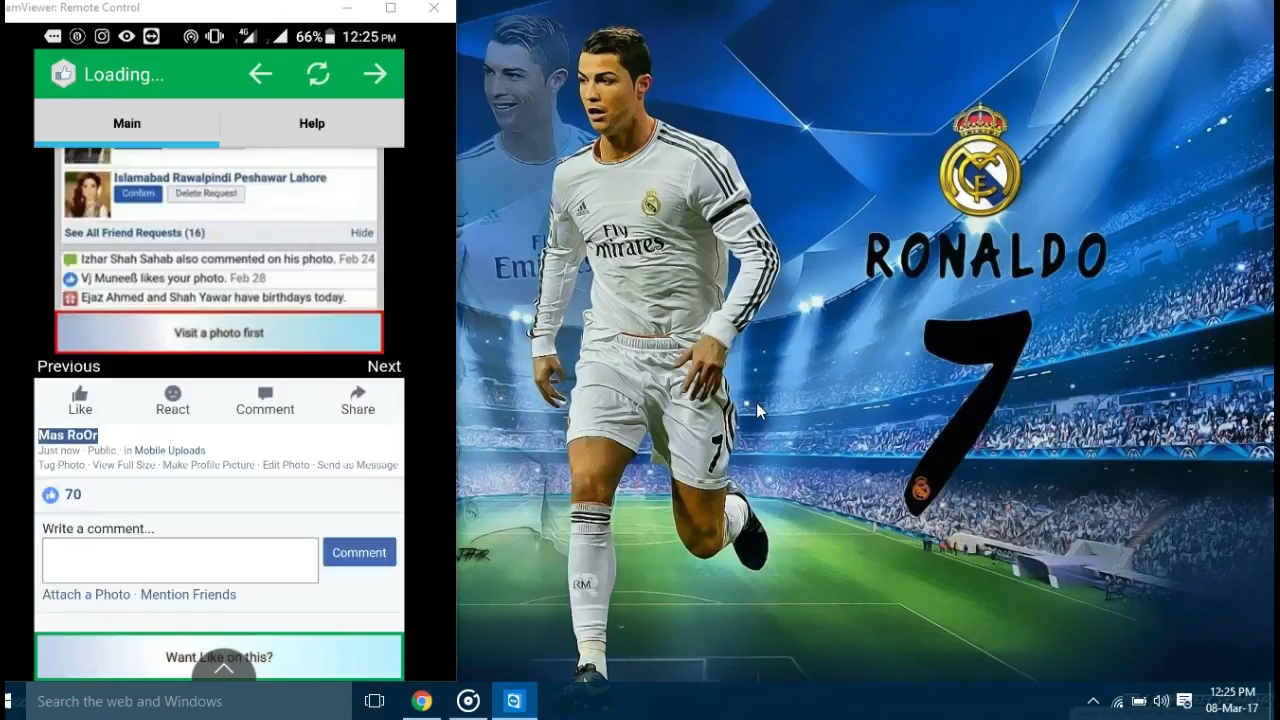 amViewer: Remote Control
4G 66% 12:25 PM
Loading...
Main
Help
Islamabad Rawalpindi Peshawar Lahore
Confirm
Delete Request
See All Friend Requests (16)
Hide
Izhar Shah Sahab also commented on his photo. Feb 24
Vj Muneeß likes your photo. Feb 28
Ejaz Ahmed and Shah Yawar have birthdays today.
Visit a photo first
Previous
Next
Like
React
Comment
Share
Mas RoOr
Just now · Public · in Mobile Uploads
Tag Photo · View Full Size · Make Profile Picture · Edit Photo · Send as Message
70
Write a comment...
Comment
Attach a Photo · Mention Friends
Want Like on this?
Fly
Emirates
7
RM
RONALDO
7
Search the web and Windows
12:25 PM
08-Mar-17